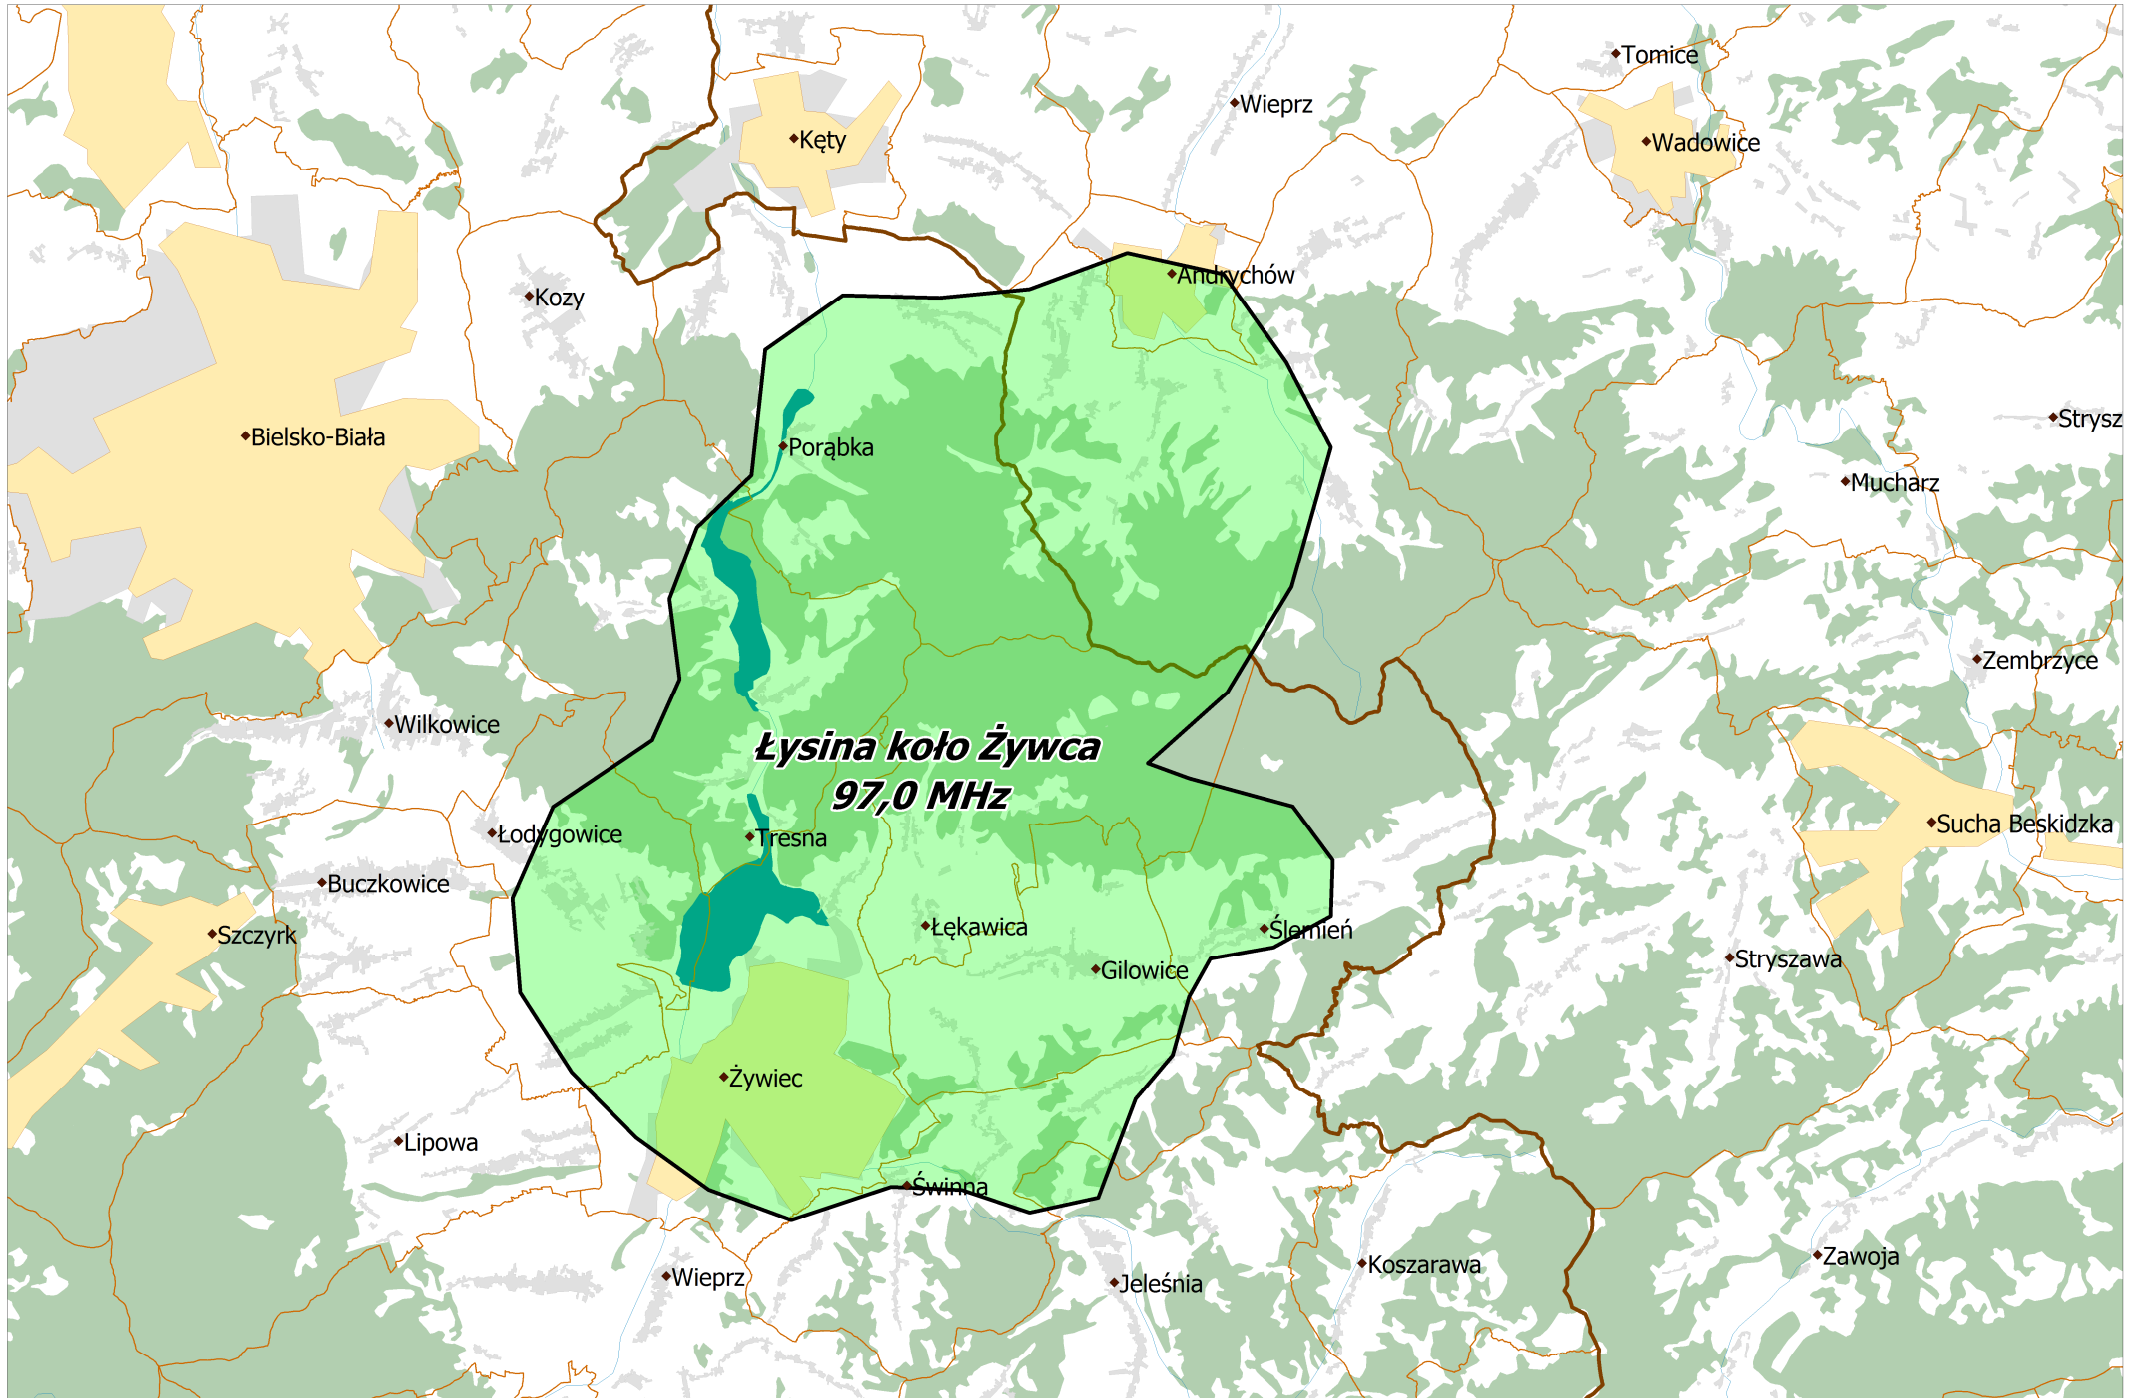 Tomice
Wieprz
Kęty
Wadowice
Andrychów
Kozy
Strysz
Bielsko-Biała
Porąbka
Mucharz
Zembrzyce
Wilkowice
Łysina koło Żywca
97,0 MHz
Sucha Beskidzka
Łodygowice
Tresna
Buczkowice
Szczyrk
Łękawica
Ślemień
Stryszawa
Gilowice
Żywiec
Lipowa
Świnna
Zawoja
Koszarawa
Wieprz
Jeleśnia